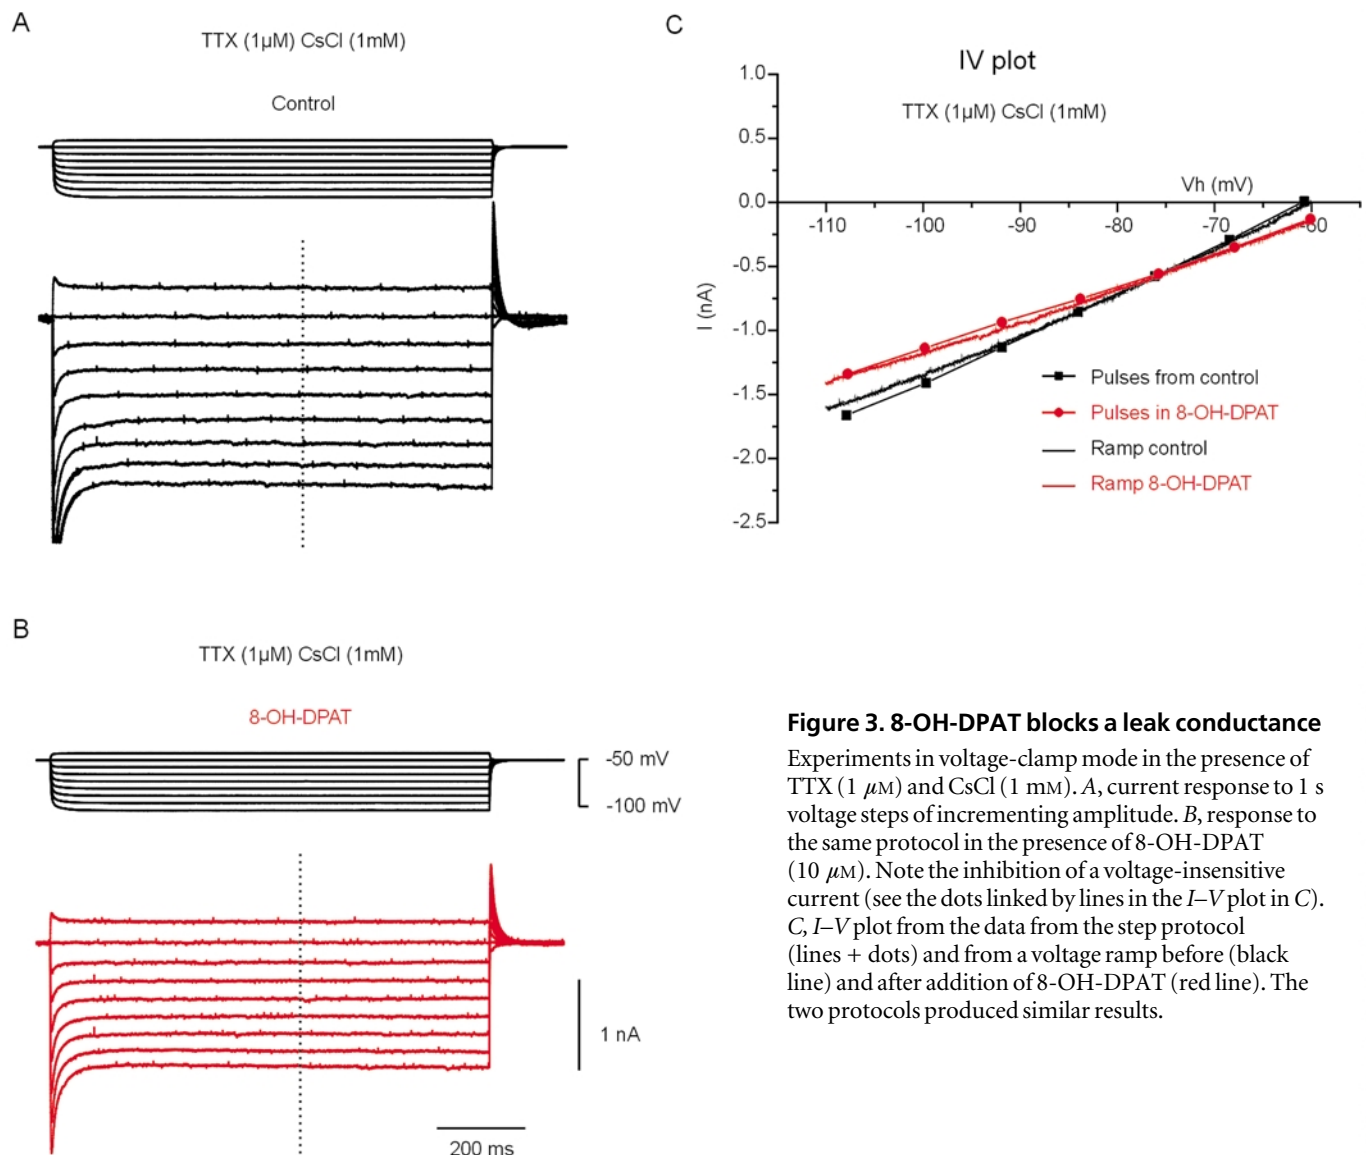 A
TTX (1µM) CsCl (1mM)
Control
B
TTX (1µM) CsCl (1mM)
8-OH-DPAT
-50 mV
-100 mV
1 nA
200 ms
C
IV plot
TTX (1µM) CsCl (1mM)
Vh (mV)
1.0
0.5
0.0
-0.5
-1.0
-1.5
-2.0
-2.5
I (nA)
-110 -100 -90 -80 -70 -60
Pulses from control
Pulses in 8-OH-DPAT
Ramp control
Ramp 8-OH-DPAT
Figure 3. 8-OH-DPAT blocks a leak conductance
Experiments in voltage-clamp mode in the presence of
TTX (1 µM) and CsCl (1 mM). A, current response to 1 s
voltage steps of incrementing amplitude. B, response to
the same protocol in the presence of 8-OH-DPAT
(10 µM). Note the inhibition of a voltage-insensitive
current (see the dots linked by lines in the I–V plot in C).
C, I–V plot from the data from the step protocol
(lines + dots) and from a voltage ramp before (black
line) and after addition of 8-OH-DPAT (red line). The
two protocols produced similar results.